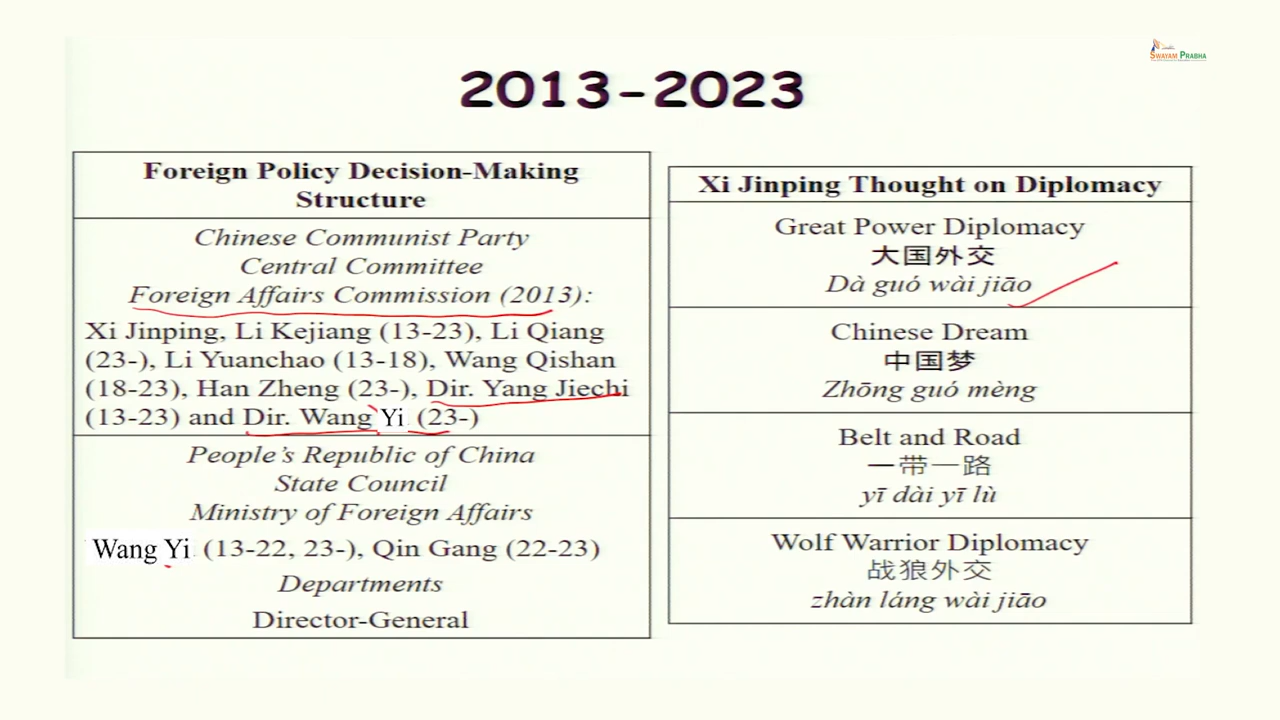 SWAYAM PRABHA
2013-2023
Foreign Policy Decision-Making
Structure
Chinese Communist Party
Central Committee
Foreign Affairs Commission (2013):
Xi Jinping, Li Kejiang (13-23), Li Qiang
(23-), Li Yuanchao (13-18), Wang Qishan
(18-23), Han Zheng (23-), Dir. Yang Jiechi
(13-23) and Dir. Wang Yi (23-)
People's Republic of China
State Council
Ministry of Foreign Affairs
Wang Yi (13-22, 23-), Qin Gang (22-23)
Departments
Director-General
Xi Jinping Thought on Diplomacy
Great Power Diplomacy
大国外交
Dà guó wài jiāo
Chinese Dream
中国梦
Zhōng guó mèng
Belt and Road
一带一路
yī dài yī lù
Wolf Warrior Diplomacy
战狼外交
zhàn láng wài jiāo